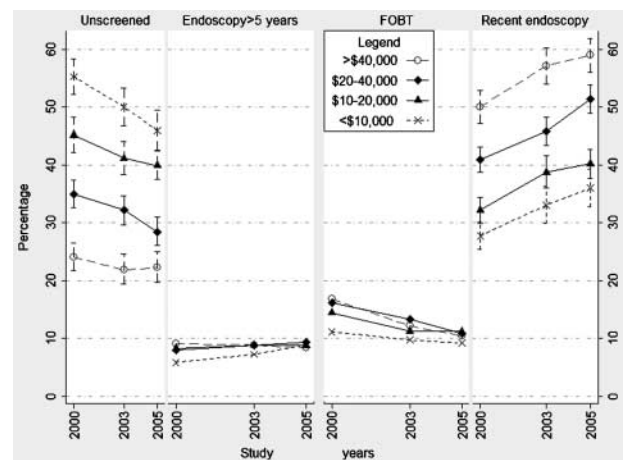 Unscreened Endoscopy>5 years FOBT Recent endoscopy
Legend
>$40,000
$20-40,000
$10-20,000
<$10,000
Percentage
60 60
50 50
40 40
30 30
20 20
10 10
0 0
2000 2003 2005 2000 2003 2005 2000 2003 2005 2000 2003 2005
Study years